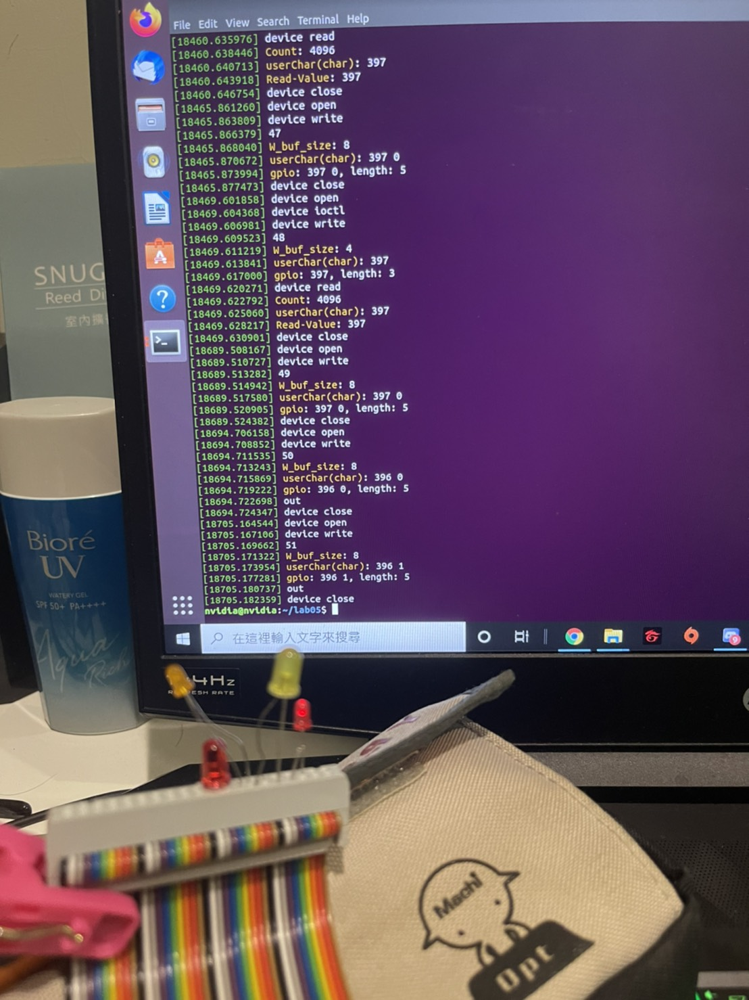 File Edit View Search Terminal Help
[18460.635976] device read
[18460.638446] Count: 4096
[18460.640713] userChar(char): 397
[18460.643918] Read-Value: 397
[18460.646754] device close
[18465.861260] device open
[18465.863809] device write
[18465.866379] 47
[18465.868040] W_buf_size: 8
[18465.870672] userChar(char): 397 0
[18465.873994] gpio: 397 0, length: 5
[18465.877473] device close
[18469.601858] device open
[18469.604368] device ioctl
[18469.606981] device write
[18469.609523] 48
[18469.611219] W_buf_size: 4
[18469.613841] userChar(char): 397
[18469.617000] gpio: 397, length: 3
[18469.620271] device read
[18469.622792] Count: 4096
[18469.625060] userChar(char): 397
[18469.628217] Read-Value: 397
[18469.630901] device close
[18689.508167] device open
[18689.510727] device write
[18689.513282] 49
[18689.514942] W_buf_size: 8
[18689.517580] userChar(char): 397 0
[18689.520905] gpio: 397 0, length: 5
[18689.524382] device close
[18694.706158] device open
[18694.708852] device write
[18694.711535] 50
[18694.713243] W_buf_size: 8
[18694.715869] userChar(char): 396 0
[18694.719222] gpio: 396 0, length: 5
[18694.722698] out
[18694.724347] device close
[18705.164544] device open
[18705.167106] device write
[18705.169662] 51
[18705.171322] W_buf_size: 8
[18705.173954] userChar(char): 396 1
[18705.177281] gpio: 396 1, length: 5
[18705.180737] out
[18705.182359] device close
nvidia@nvidia:~/lab05$
在這裡輸入文字來搜尋
9
4Hz
RATE
SNUG
Reed Di
室內擴
Bioré
UV
WATERY GEL
SPF 50+ PA++++
Aqua
Rich
Machi
Opt